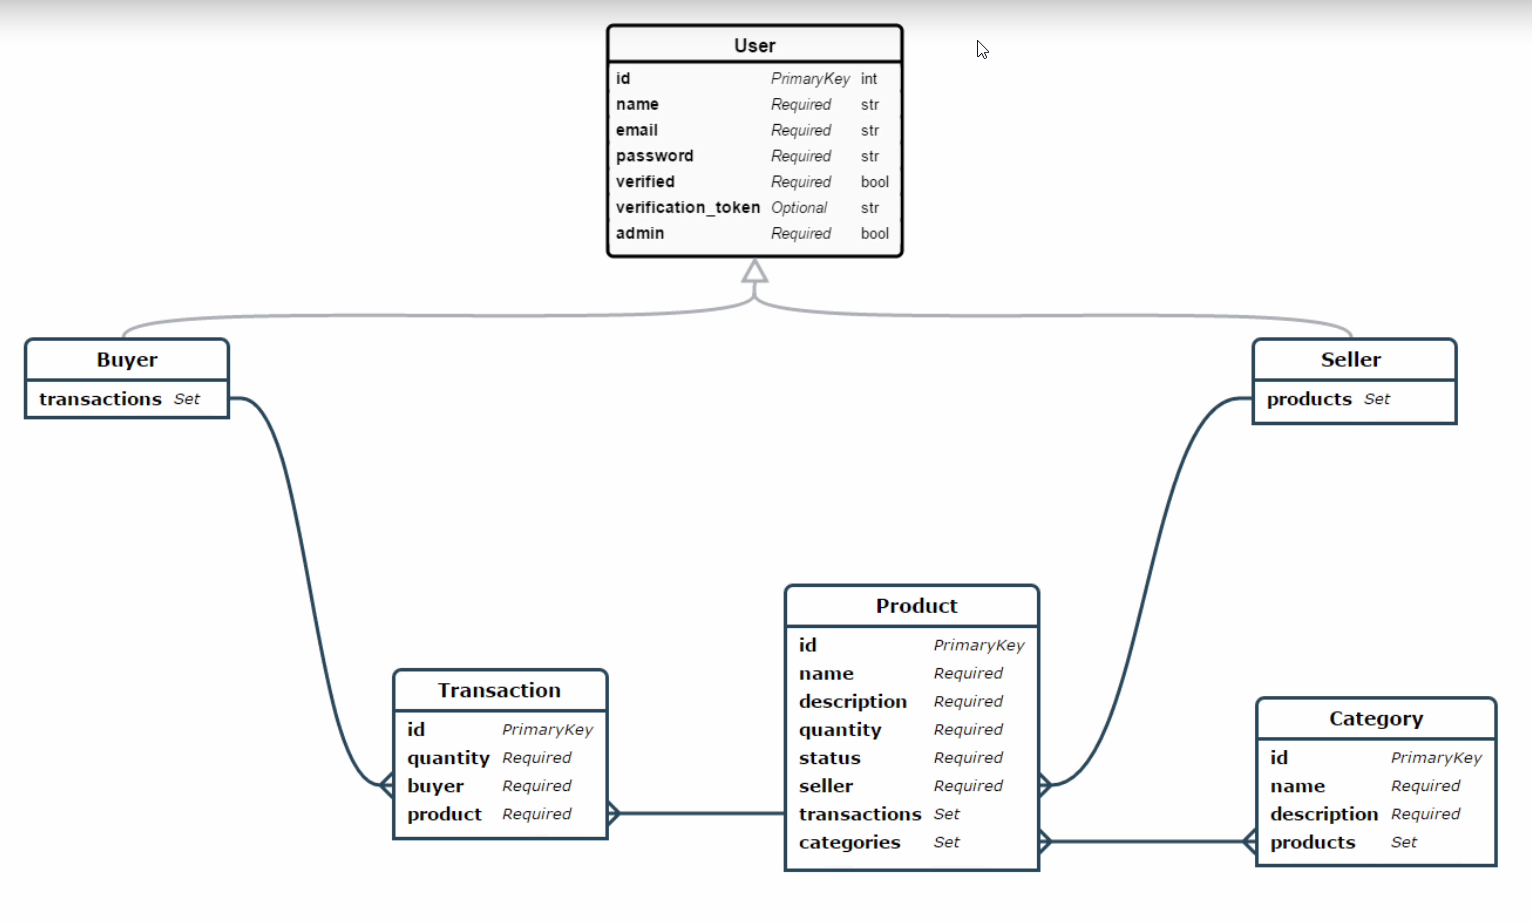 User
id PrimaryKey int
name Required str
email Required str
password Required str
verified Required bool
verification_token Optional str
admin Required bool
Buyer
transactions Set
Seller
products Set
Transaction
id PrimaryKey
quantity Required
buyer Required
product Required
Product
id PrimaryKey
name Required
description Required
quantity Required
status Required
seller Required
transactions Set
categories Set
Category
id PrimaryKey
name Required
description Required
products Set